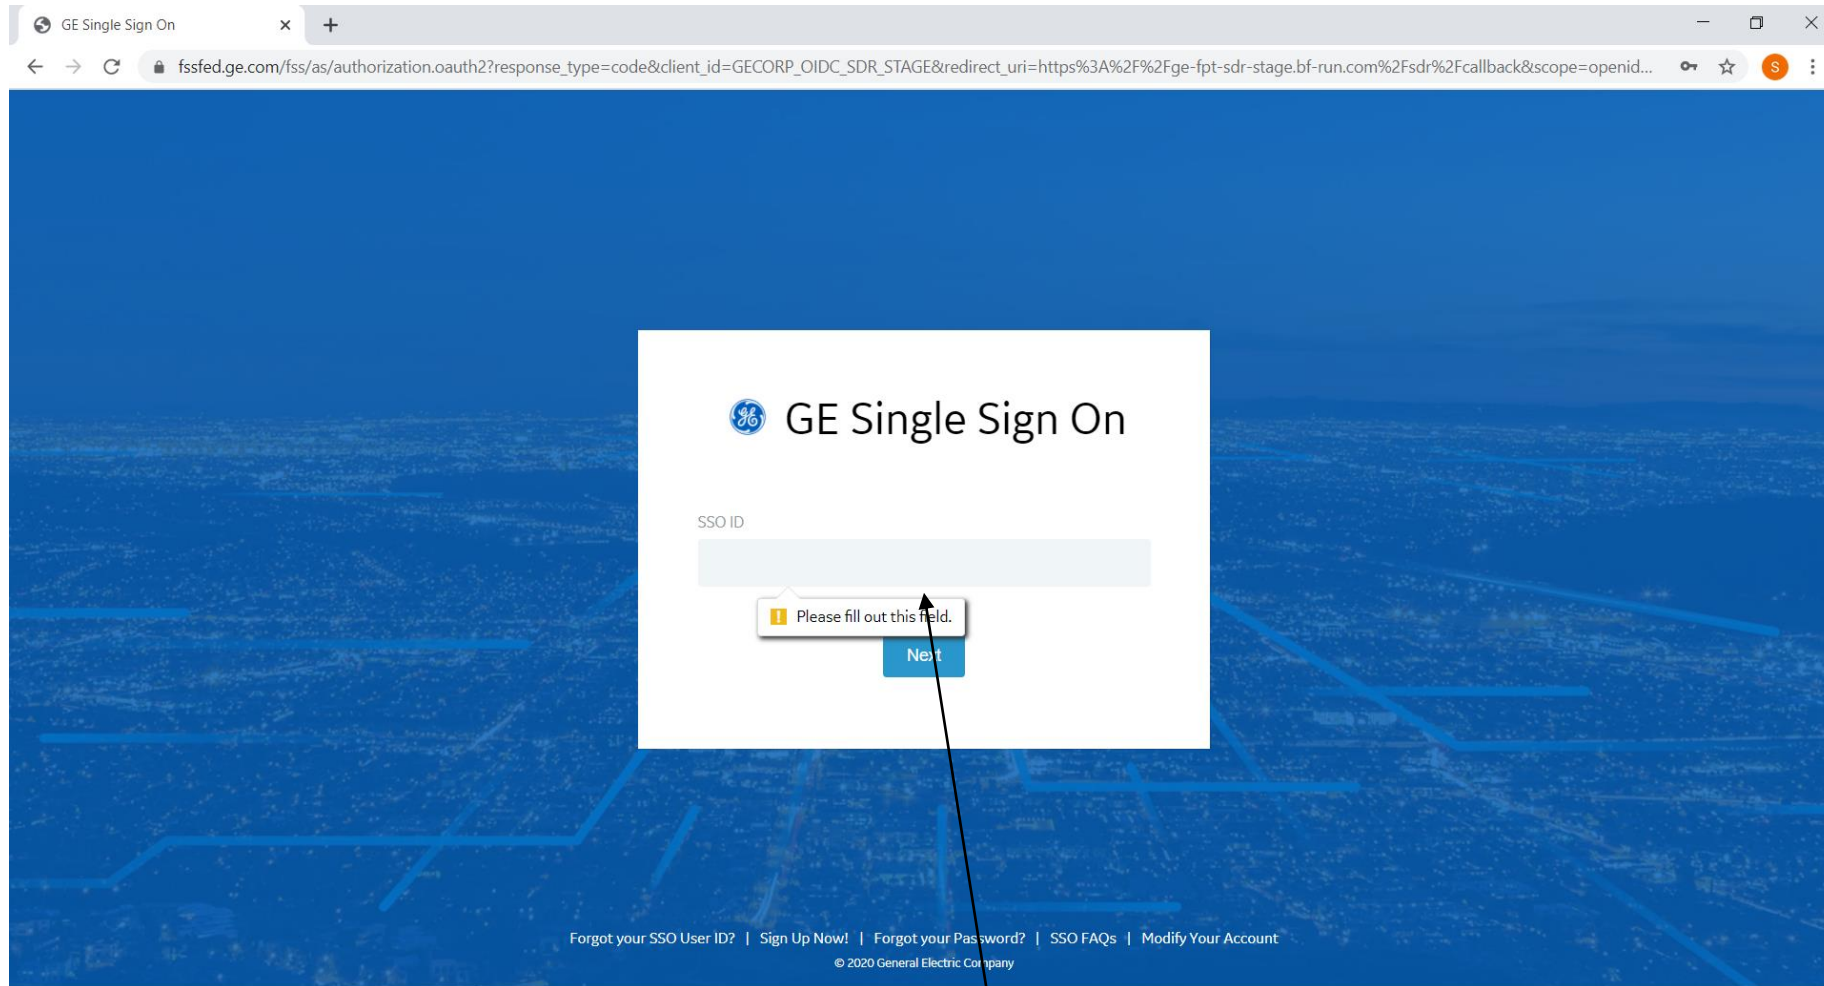 GE Single Sign On
fssfed.ge.com/fss/as/authorization.oauth2?response_type=code&client_id=GECORP_OIDC_SDR_STAGE&redirect_uri=https%3A%2F%2Fge-fpt-sdr-stage.bf-run.com%2Fsdr%2Fcallback&scope=openid...
S
GE Single Sign On
SSO ID
Please fill out this field.
Next
Forgot your SSO User ID? | Sign Up Now! | Forgot your Password? | SSO FAQs | Modify Your Account
© 2020 General Electric Company